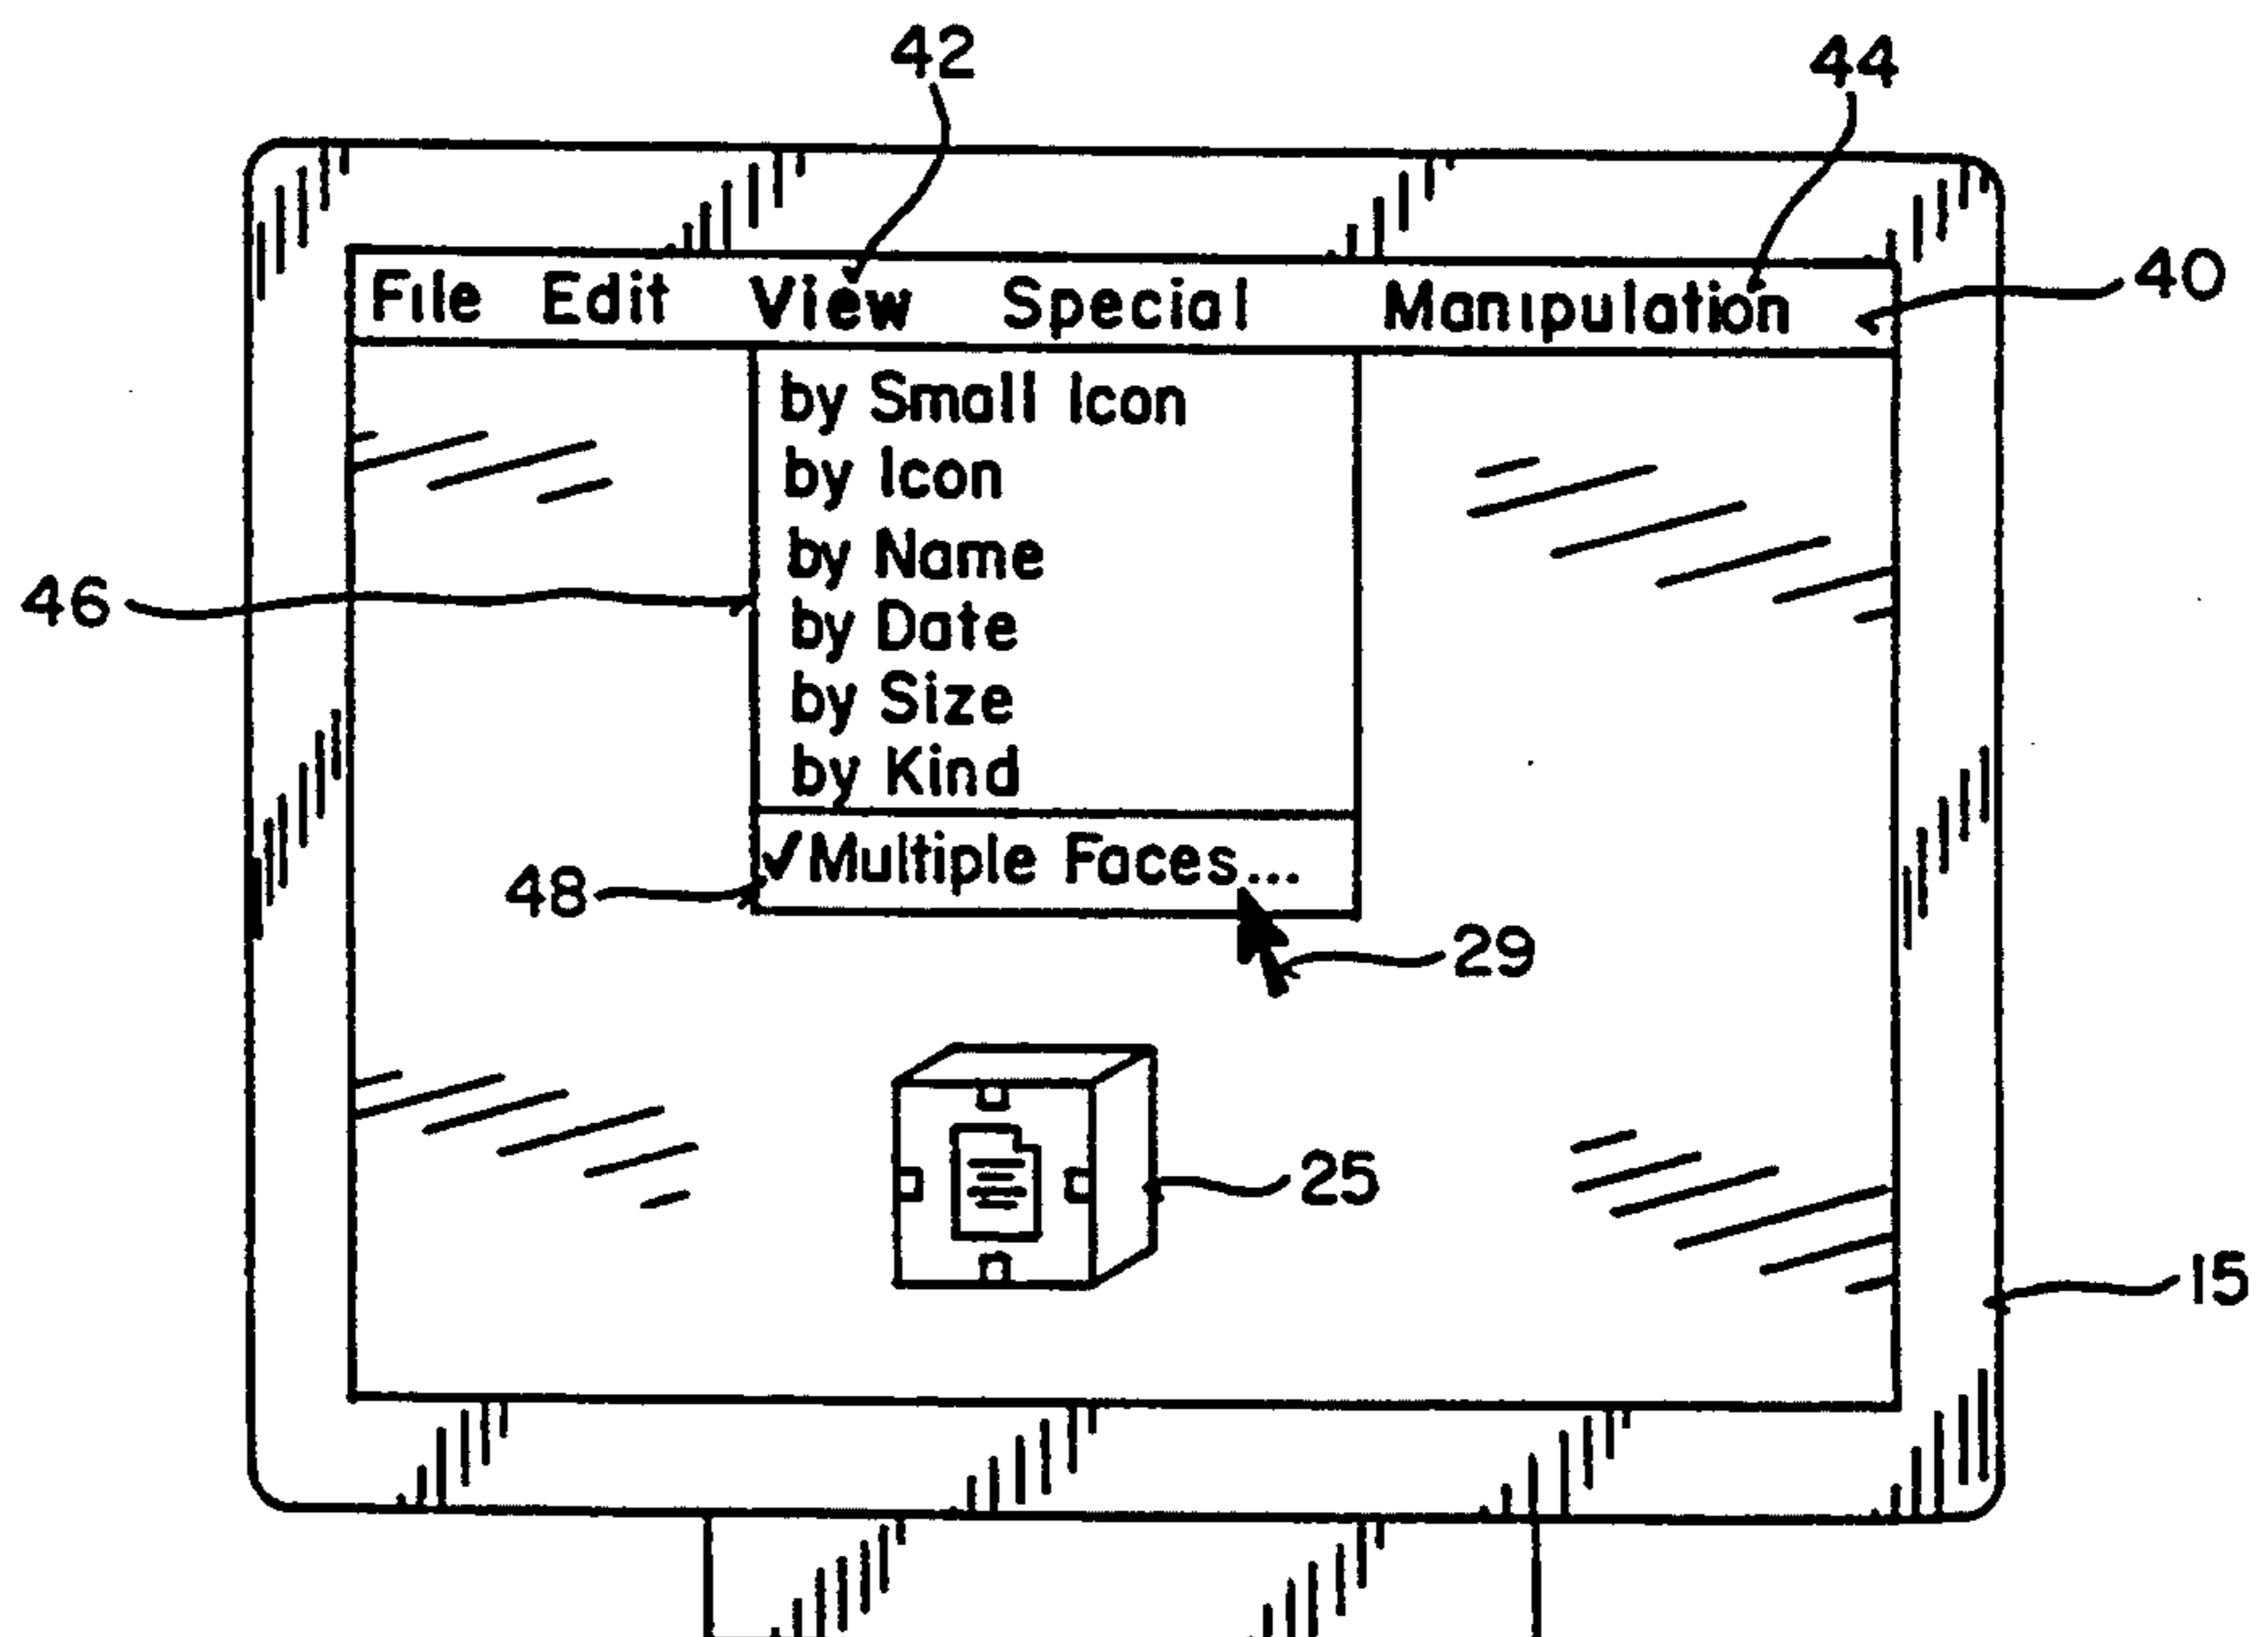 42
44
File Edit View Special Manipulation
40
by Small Icon
by Icon
by Name
46
by Date
by Size
by Kind
✓Multiple Faces...
48
29
25
15